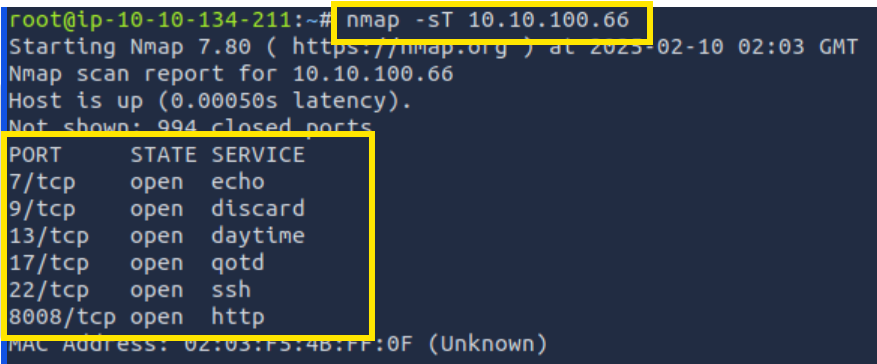 root@ip-10-10-134-211:~# nmap -sT 10.10.100.66
Starting Nmap 7.80 ( https://nmap.org ) at 2025-02-10 02:03 GMT
Nmap scan report for 10.10.100.66
Host is up (0.00050s latency).
Not shown: 994 closed ports
PORT     STATE SERVICE
7/tcp    open  echo
9/tcp    open  discard
13/tcp   open  daytime
17/tcp   open  qotd
22/tcp   open  ssh
8008/tcp open  http
MAC Address: 02:03:F5:4B:FF:0F (Unknown)